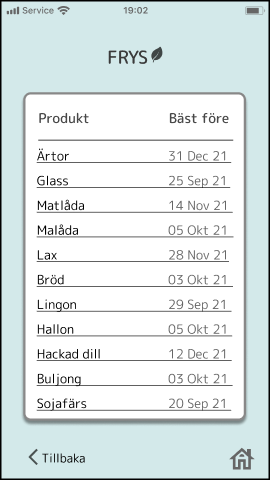 Service 19:02
FRYS
Produkt Bäst före
Ärtor 31 Dec 21
Glass 25 Sep 21
Matlåda 14 Nov 21
Malåda 05 Okt 21
Lax 28 Nov 21
Bröd 03 Okt 21
Lingon 29 Sep 21
Hallon 05 Okt 21
Hackad dill 12 Dec 21
Buljong 03 Okt 21
Sojafärs 20 Sep 21
Tillbaka